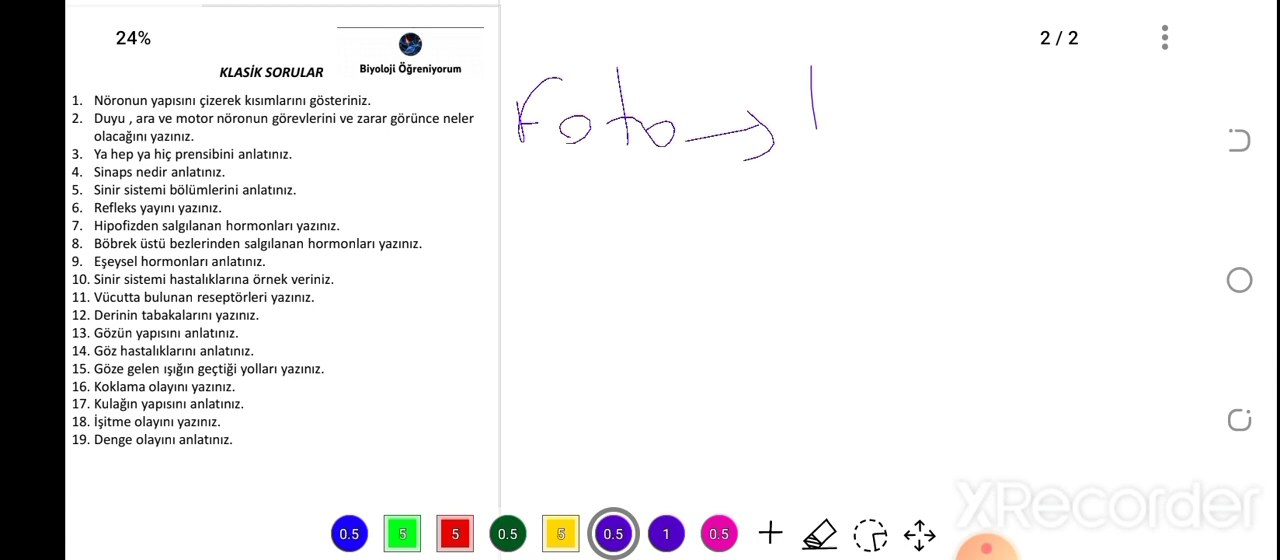 24%
2 / 2
KLASİK SORULAR
Biyoloji Öğreniyorum
1. Nöronun yapısını çizerek kısımlarını gösteriniz.
2. Duyu , ara ve motor nöronun görevlerini ve zarar görünce neler
olacağını yazınız.
3. Ya hep ya hiç prensibini anlatınız.
4. Sinaps nedir anlatınız.
5. Sinir sistemi bölümlerini anlatınız.
6. Refleks yayını yazınız.
7. Hipofizden salgılanan hormonları yazınız.
8. Böbrek üstü bezlerinden salgılanan hormonları yazınız.
9. Eşeysel hormonları anlatınız.
10. Sinir sistemi hastalıklarına örnek veriniz.
11. Vücutta bulunan reseptörleri yazınız.
12. Derinin tabakalarını yazınız.
13. Gözün yapısını anlatınız.
14. Göz hastalıklarını anlatınız.
15. Göze gelen ışığın geçtiği yolları yazınız.
16. Koklama olayını yazınız.
17. Kulağın yapısını anlatınız.
18. İşitme olayını yazınız.
19. Denge olayını anlatınız.
Foto → I
0.5 5 5 0.5 5 0.5 1 0.5
XRecorder